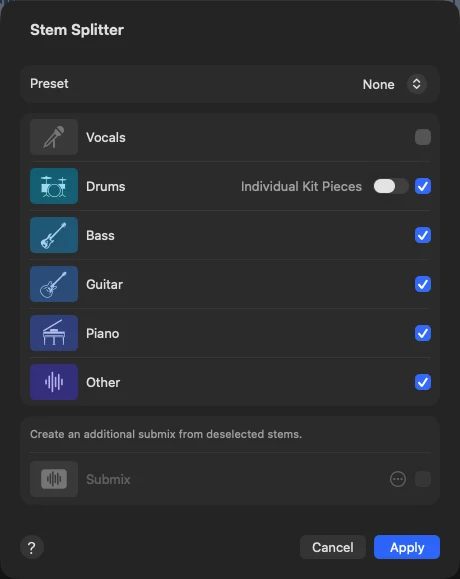 Stem Splitter
Preset None
Vocals
Drums Individual Kit Pieces
Bass
Guitar
Piano
Other
Create an additional submix from deselected stems.
Submix
? Cancel Apply